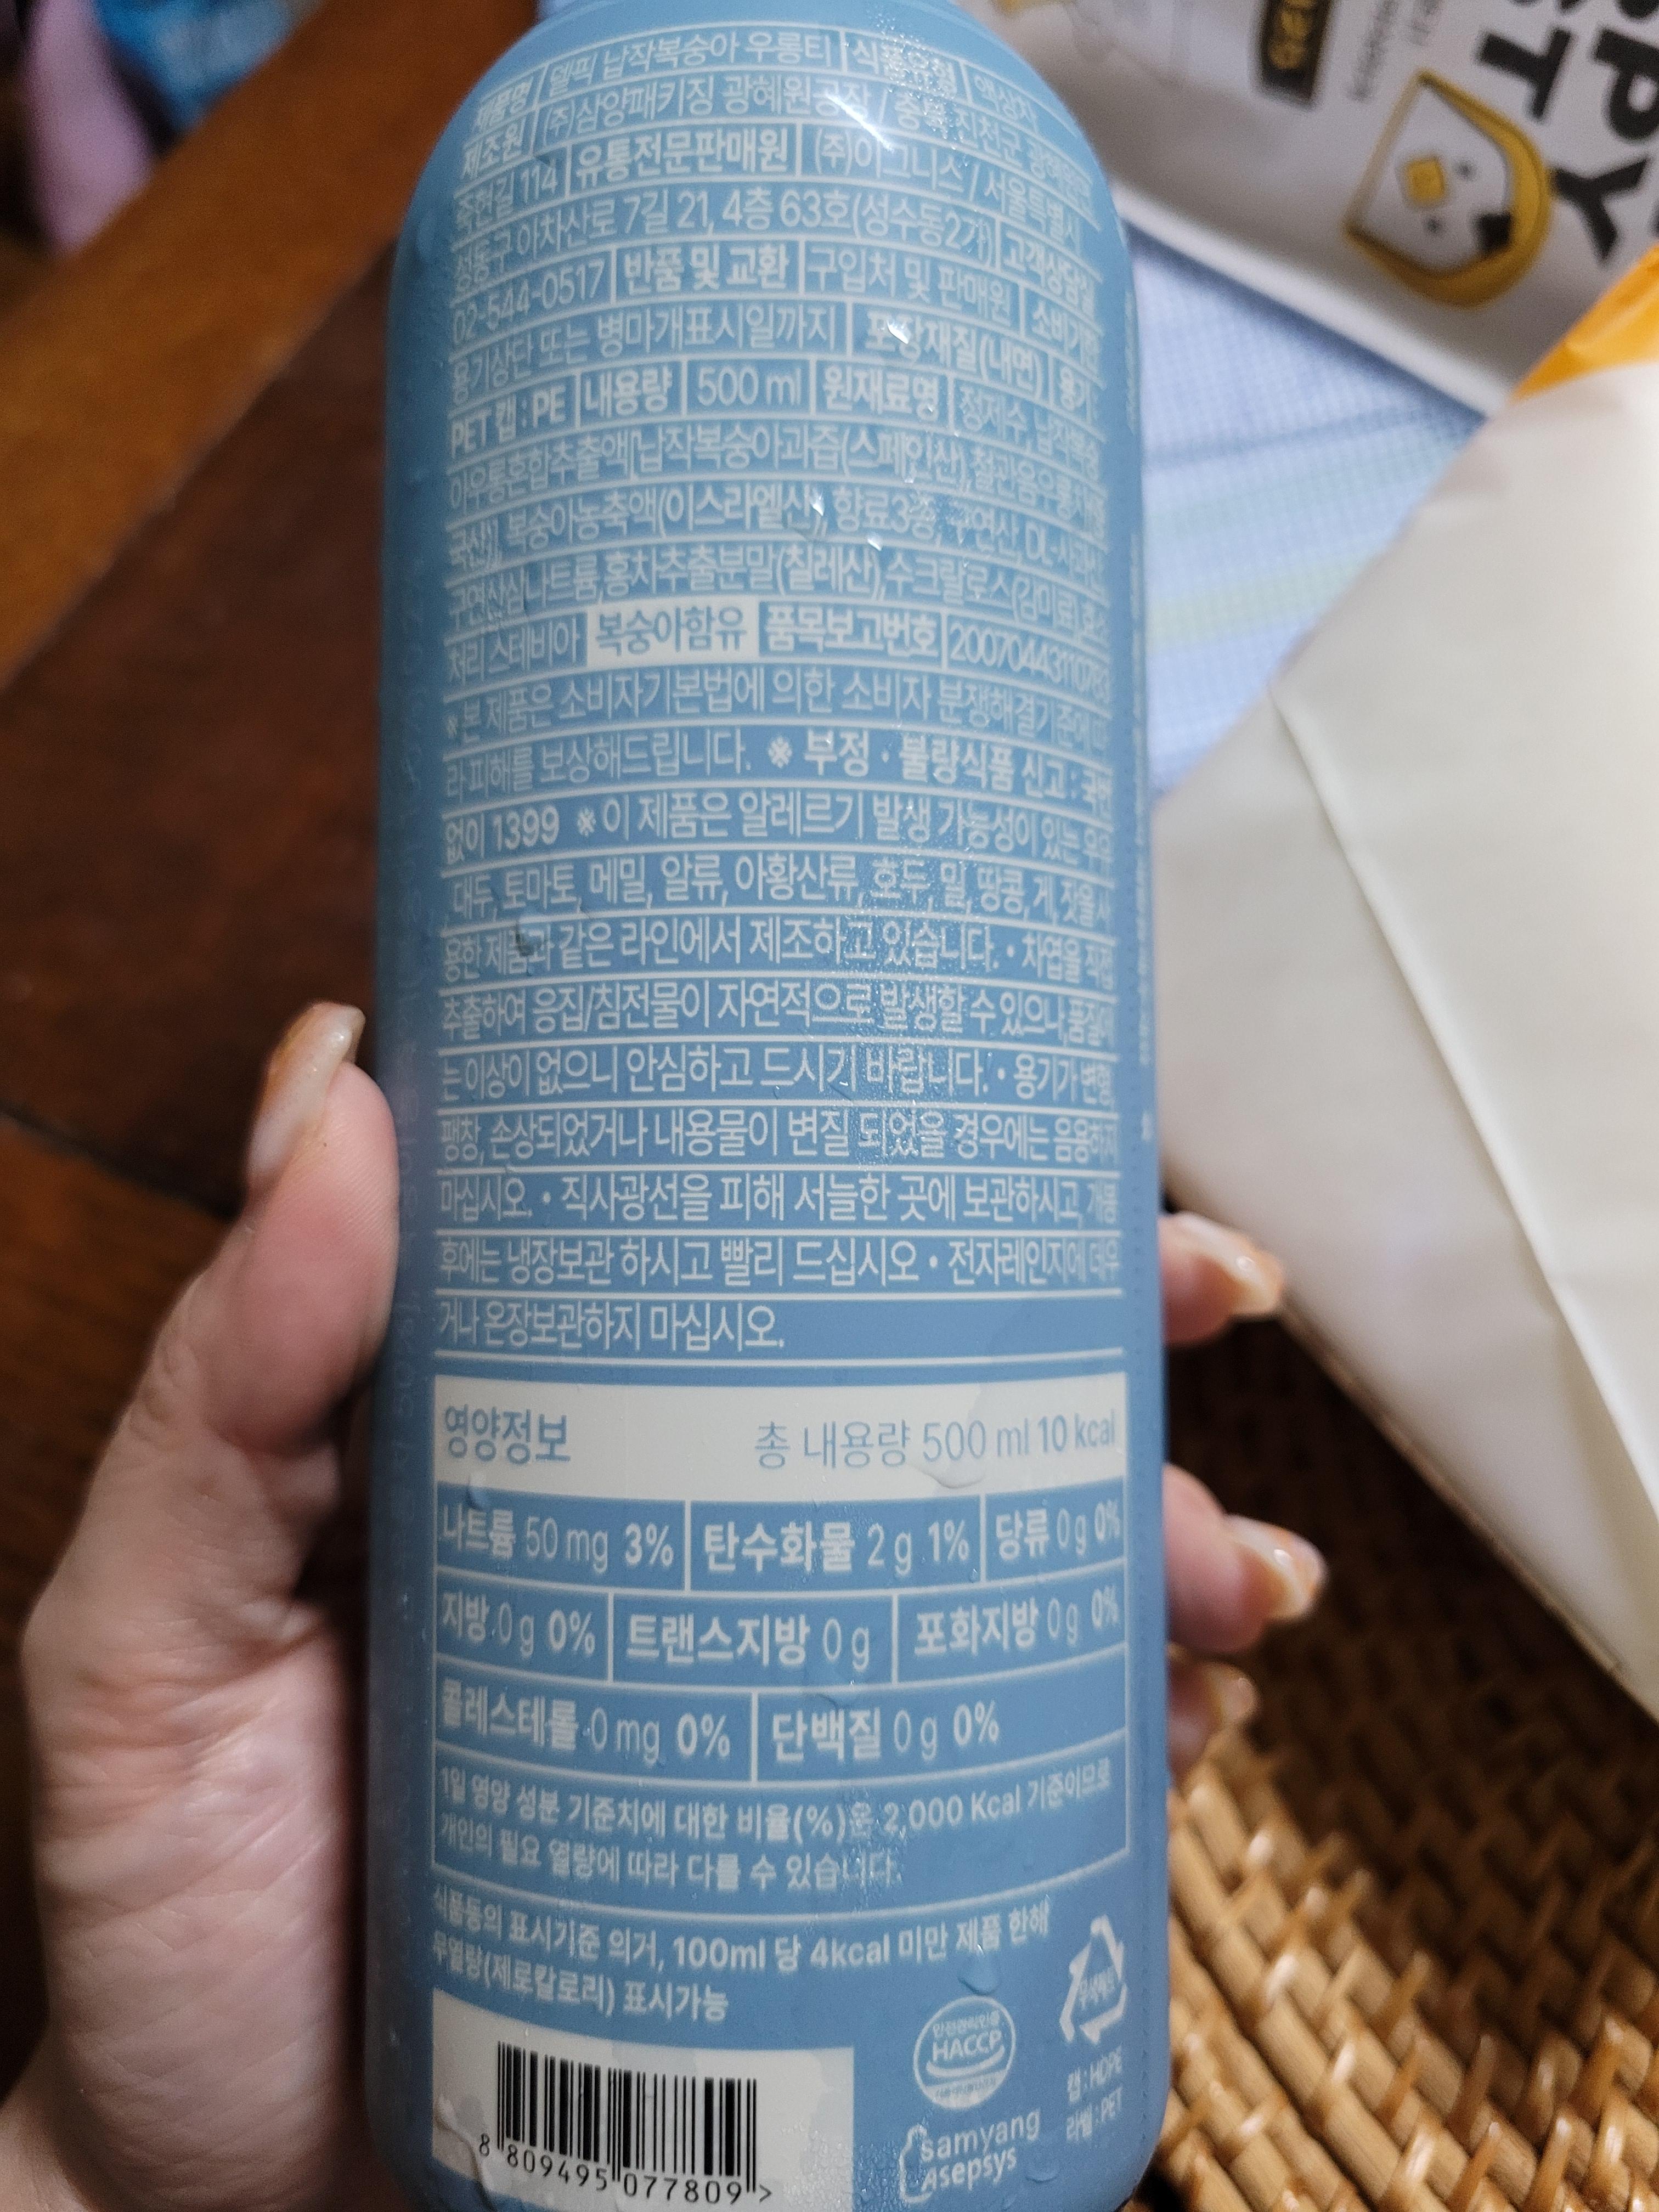 제품명 | 델픽 납작복숭아 우롱티 | 식품유형 | 액상차
제조원 | (주)삼양패키징 광혜원공장 / 충북 진천군 광혜원면
죽현길 114 | 유통전문판매원 | (주)이그니스 / 서울특별시
성동구 아차산로 7길 21, 4층 63호(성수동2가) | 고객상담실
02-544-0517 | 반품 및 교환 | 구입처 및 판매원 | 소비기한
용기상단 또는 병마개표시일까지 | 포장재질(내면) | 용기:
PET 캡 : PE | 내용량 | 500 ml | 원재료명 | 정제수, 납작복숭
아우롱혼합추출액[납작복숭아과즙(스페인산), 철관음우롱차(중
국산)], 복숭아농축액(이스라엘산), 향료3종, 구연산, DL-사과산,
구연산삼나트륨, 홍차추출분말(칠레산), 수크랄로스(감미료), 효소
처리 스테비아 복숭아함유 품목보고번호 | 20070443110783
※본 제품은 소비자기본법에 의한 소비자 분쟁해결기준에 따
라 피해를 보상해드립니다. ※ 부정 · 불량식품 신고 : 국번
없이 1399 ※ 이 제품은 알레르기 발생 가능성이 있는 우유
, 대두, 토마토, 메밀, 알류, 아황산류, 호두, 밀, 땅콩, 게, 잣을 사
용한 제품과 같은 라인에서 제조하고 있습니다. • 차엽을 직접
추출하여 응집/침전물이 자연적으로 발생할 수 있으나, 품질에
는 이상이 없으니 안심하고 드시기 바랍니다. • 용기가 변형,
팽창, 손상되었거나 내용물이 변질 되었을 경우에는 음용하지
마십시오. • 직사광선을 피해 서늘한 곳에 보관하시고, 개봉
후에는 냉장보관 하시고 빨리 드십시오 • 전자레인지에 데우
거나 온장보관하지 마십시오.
영양정보 총 내용량 500 ml 10 kcal
나트륨 50 mg 3% | 탄수화물 2 g 1% | 당류 0 g 0%
지방 0 g 0% | 트랜스지방 0 g | 포화지방 0 g 0%
콜레스테롤 0 mg 0% | 단백질 0 g 0%
1일 영양 성분 기준치에 대한 비율(%)은 2,000 Kcal 기준이므로
개인의 필요 열량에 따라 다를 수 있습니다.
식품등의 표시기준 의거, 100ml 당 4kcal 미만 제품 한해
무열량(제로칼로리) 표시가능
안전관리인증
HACCP
캡 : HDPE
라벨 : PET
samyang
Asepsys
8 809495 077809 >
PPY
ST